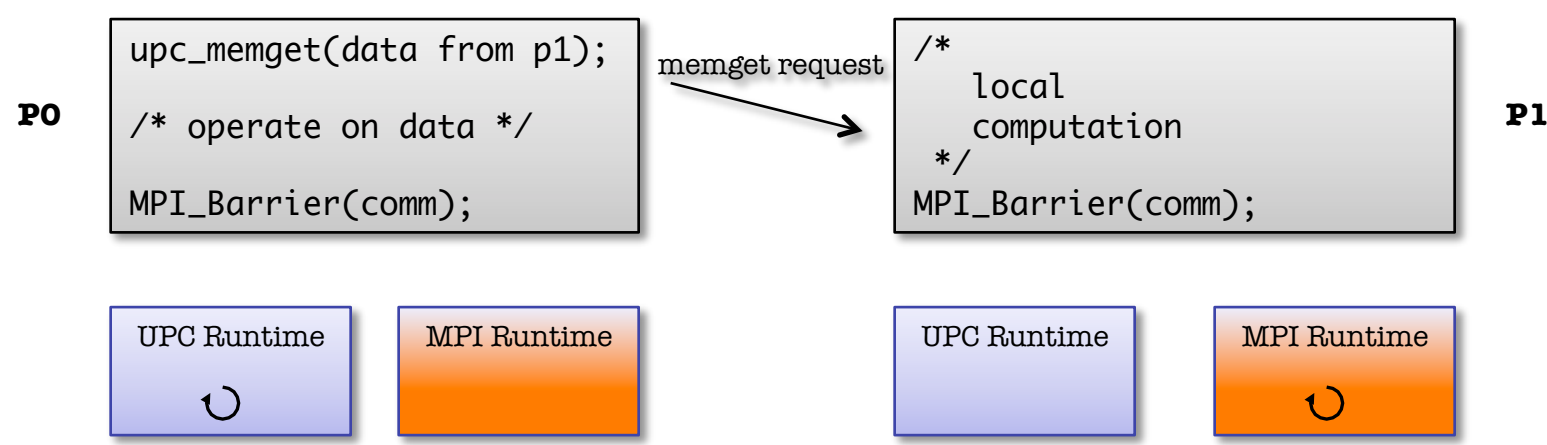 P0
upc_memget(data from p1);
/* operate on data */
MPI_Barrier(comm);
memget request
/*
local
computation
*/
MPI_Barrier(comm);
P1
UPC Runtime
MPI Runtime
UPC Runtime
MPI Runtime